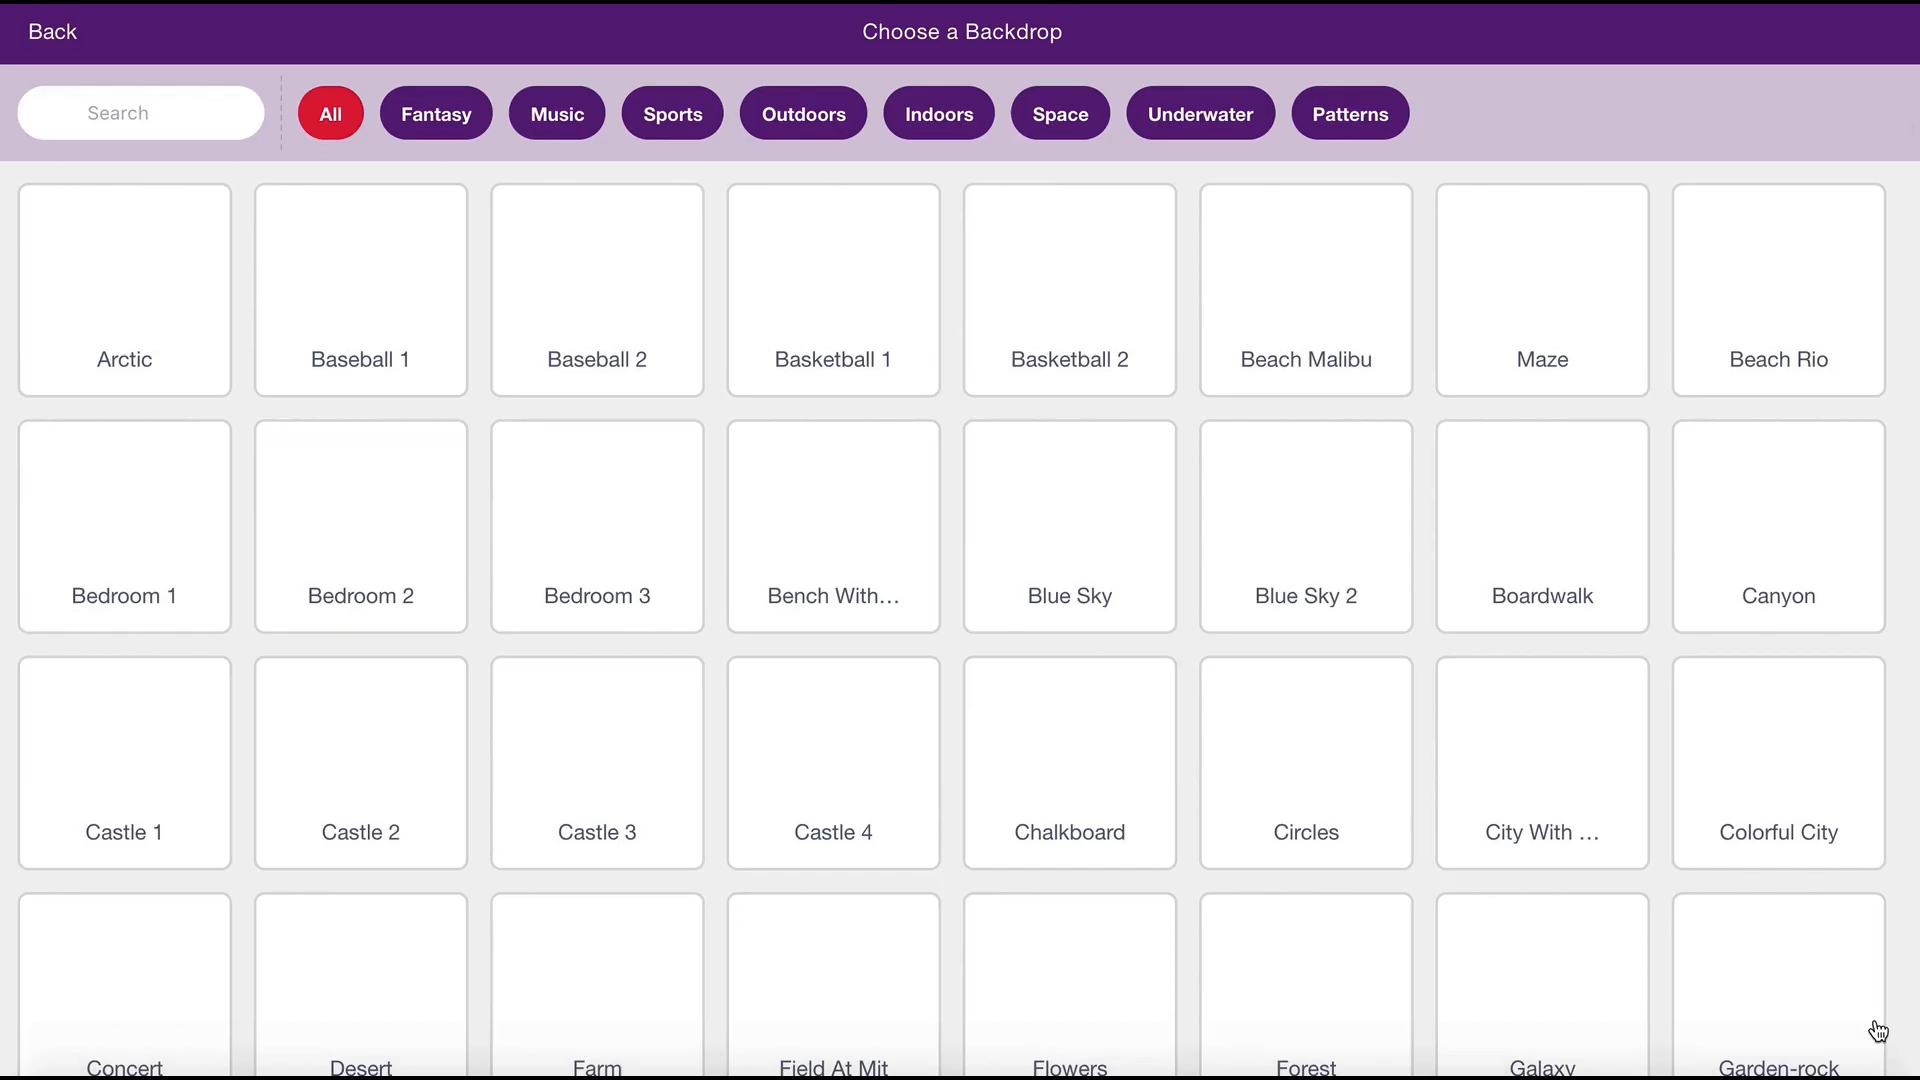 Back
Choose a Backdrop
Search
All
Fantasy
Music
Sports
Outdoors
Indoors
Space
Underwater
Patterns
Arctic
Baseball 1
Baseball 2
Basketball 1
Basketball 2
Beach Malibu
Maze
Beach Rio
Bedroom 1
Bedroom 2
Bedroom 3
Bench With...
Blue Sky
Blue Sky 2
Boardwalk
Canyon
Castle 1
Castle 2
Castle 3
Castle 4
Chalkboard
Circles
City With ...
Colorful City
Concert
Desert
Farm
Field At Mit
Flowers
Forest
Galaxy
Garden-rock